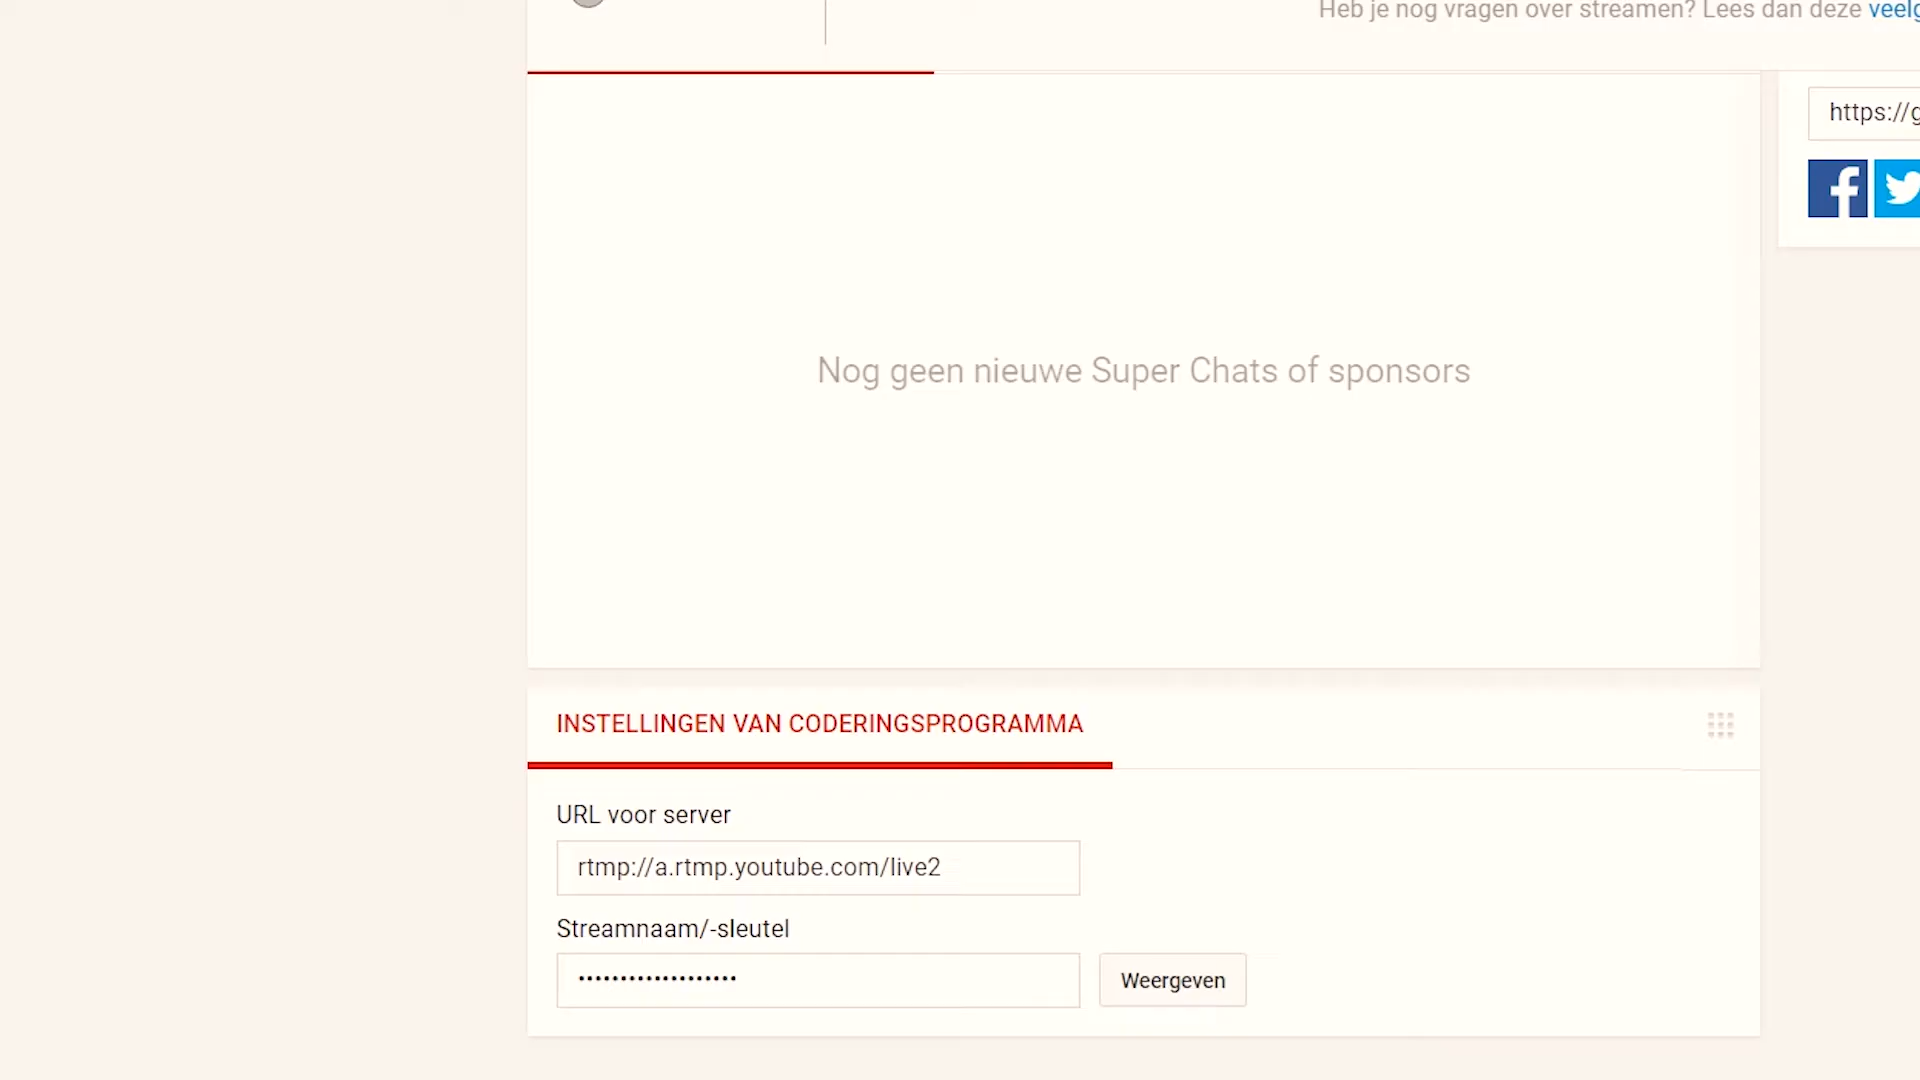 Heb je nog vragen over streamen? Lees dan deze
https://g
Nog geen nieuwe Super Chats of sponsors
INSTELLINGEN VAN CODERINGSPROGRAMMA
URL voor server
rtmp://a.rtmp.youtube.com/live2
Streamnaam/-sleutel
•••••••••••••••••••
Weergeven